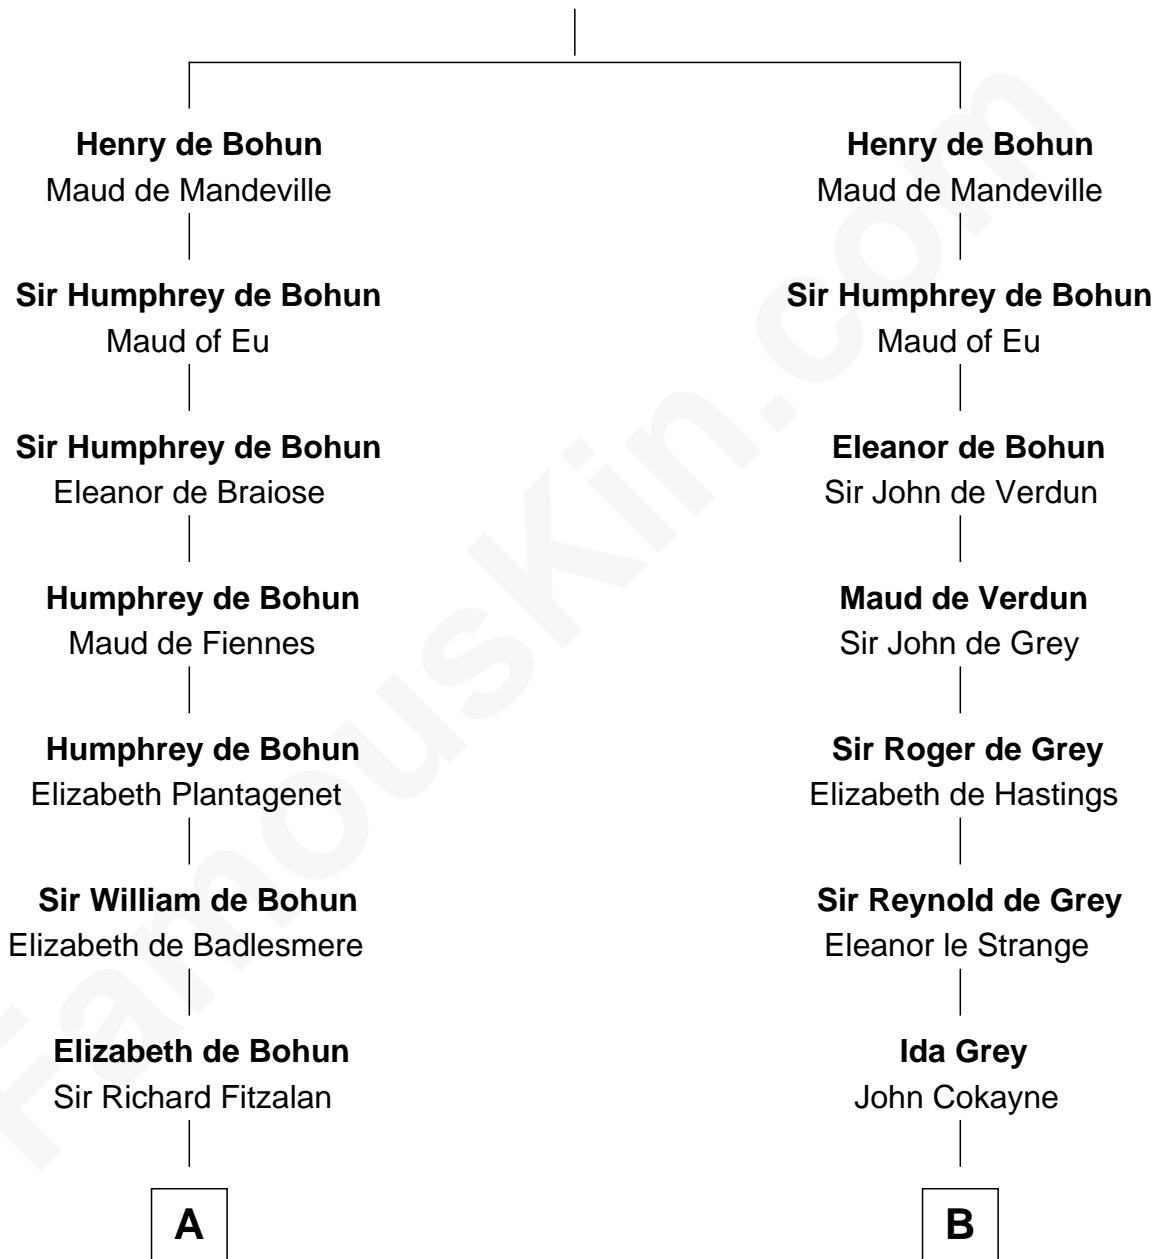 Henry de Bohun
Maud de Mandeville
Henry de Bohun
Maud de Mandeville
Sir Humphrey de Bohun
Maud of Eu
Sir Humphrey de Bohun
Maud of Eu
Sir Humphrey de Bohun
Eleanor de Braiose
Eleanor de Bohun
Sir John de Verdun
Humphrey de Bohun
Maud de Fiennes
Maud de Verdun
Sir John de Grey
Humphrey de Bohun
Elizabeth Plantagenet
Sir Roger de Grey
Elizabeth de Hastings
Sir William de Bohun
Elizabeth de Badlesmere
Sir Reynold de Grey
Eleanor le Strange
Elizabeth de Bohun
Sir Richard Fitzalan
Ida Grey
John Cokayne
A
B
FamousKin.com